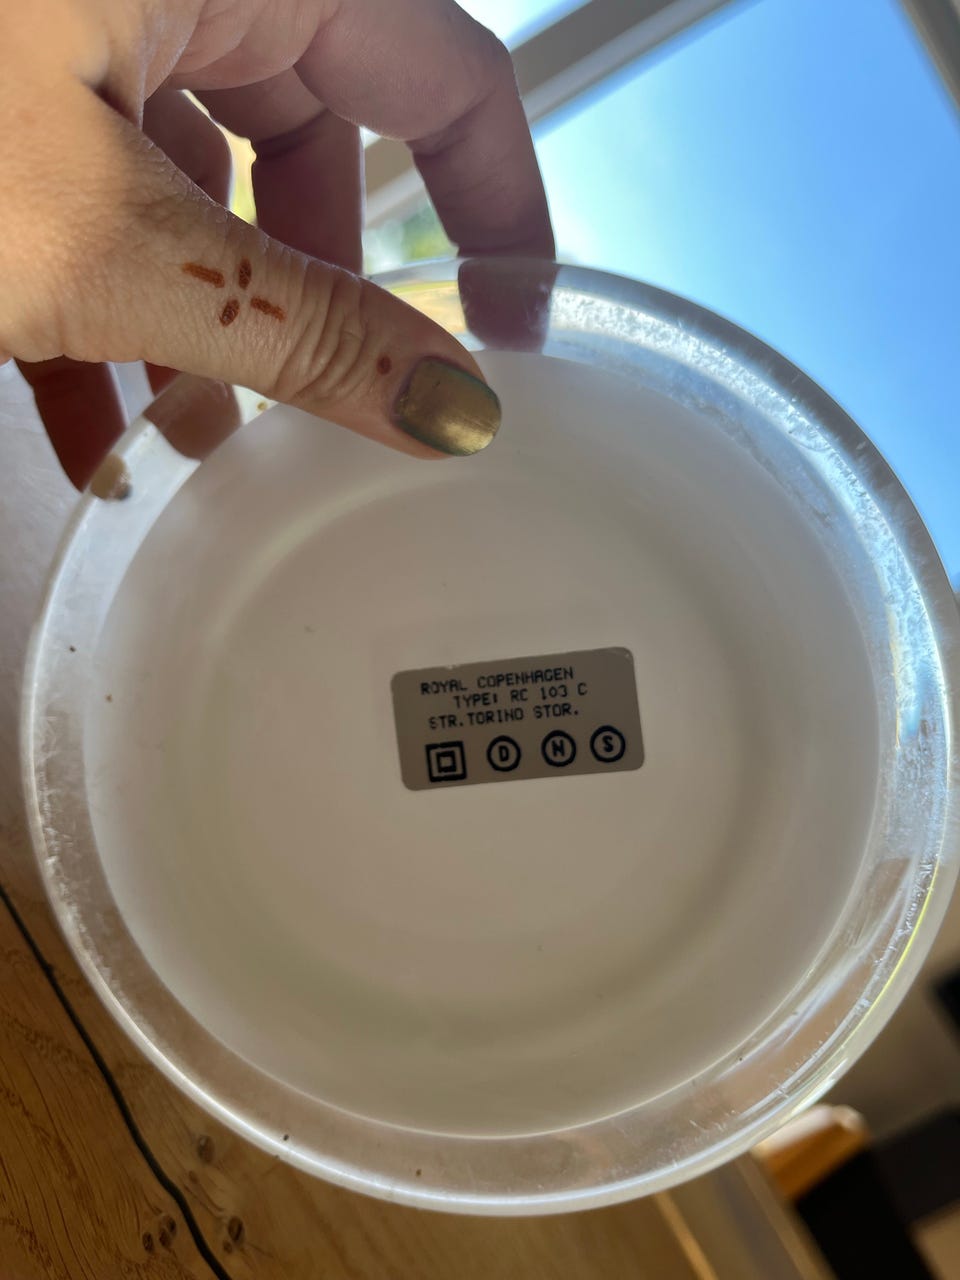 ROYAL COPENHAGEN
TYPE: RC 103 C
STR.TORINO STOR.
D N S